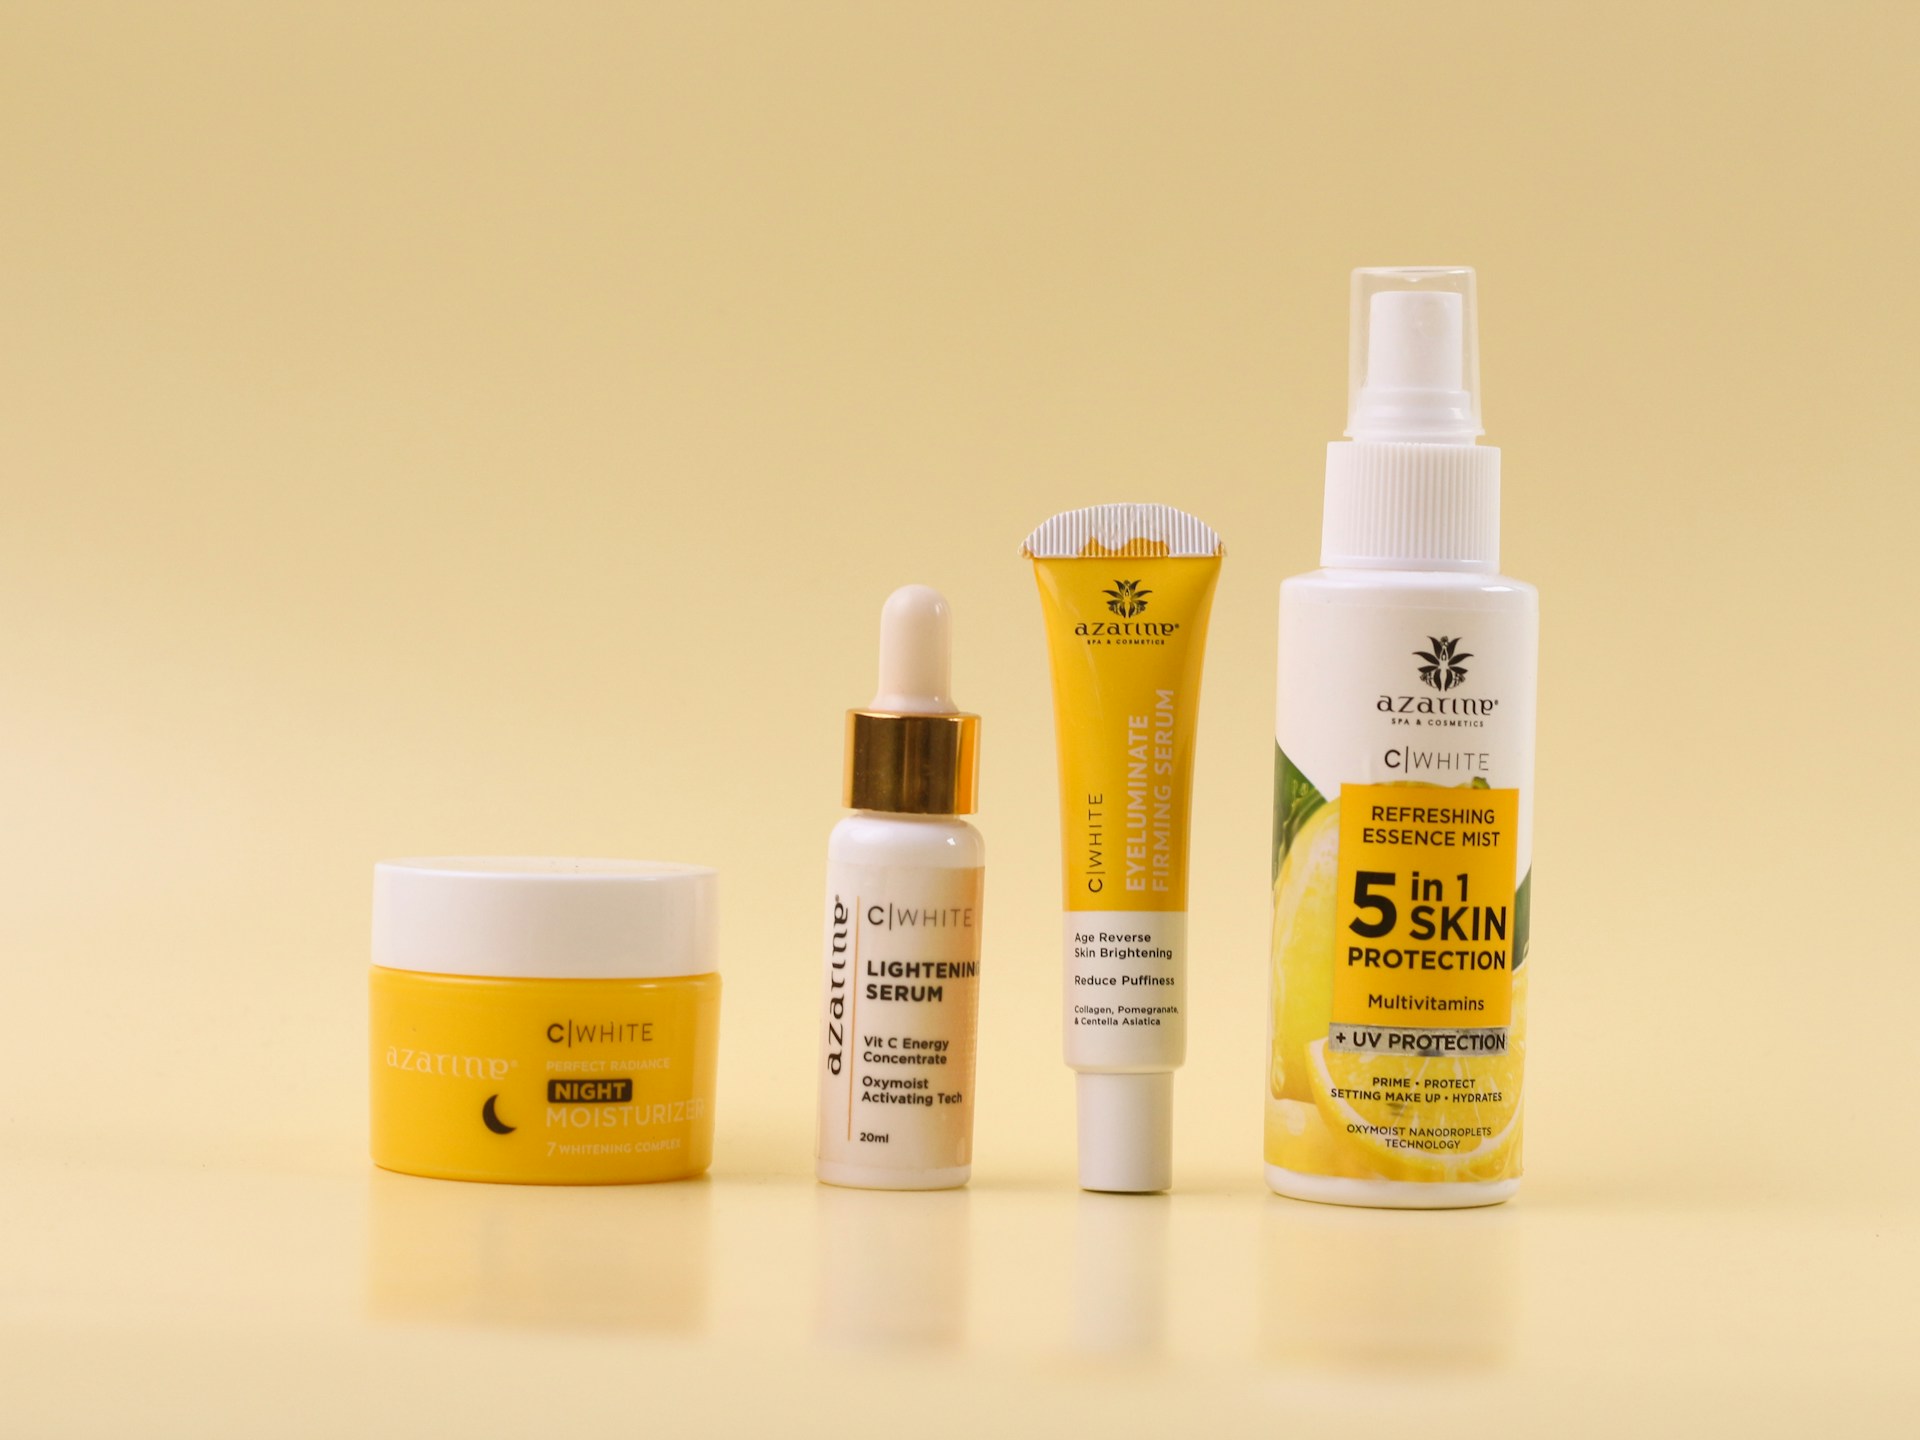 azarine®
C|WHITE
PERFECT RADIANCE
NIGHT
MOISTURIZER
7 WHITENING COMPLEX
azarine®
C|WHITE
LIGHTENING
SERUM
Vit C Energy
Concentrate
Oxymoist
Activating Tech
20ml
azarine®
SPA & COSMETICS
C|WHITE
EYELUMINATE
FIRMING SERUM
Age Reverse
Skin Brightening
Reduce Puffiness
Collagen, Pomegranate,
& Centella Asiatica
azarine®
SPA & COSMETICS
C|WHITE
REFRESHING
ESSENCE MIST
5 in 1
SKIN
PROTECTION
Multivitamins
+ UV PROTECTION
PRIME • PROTECT
SETTING MAKE UP • HYDRATES
OXYMOIST NANODROPLETS
TECHNOLOGY